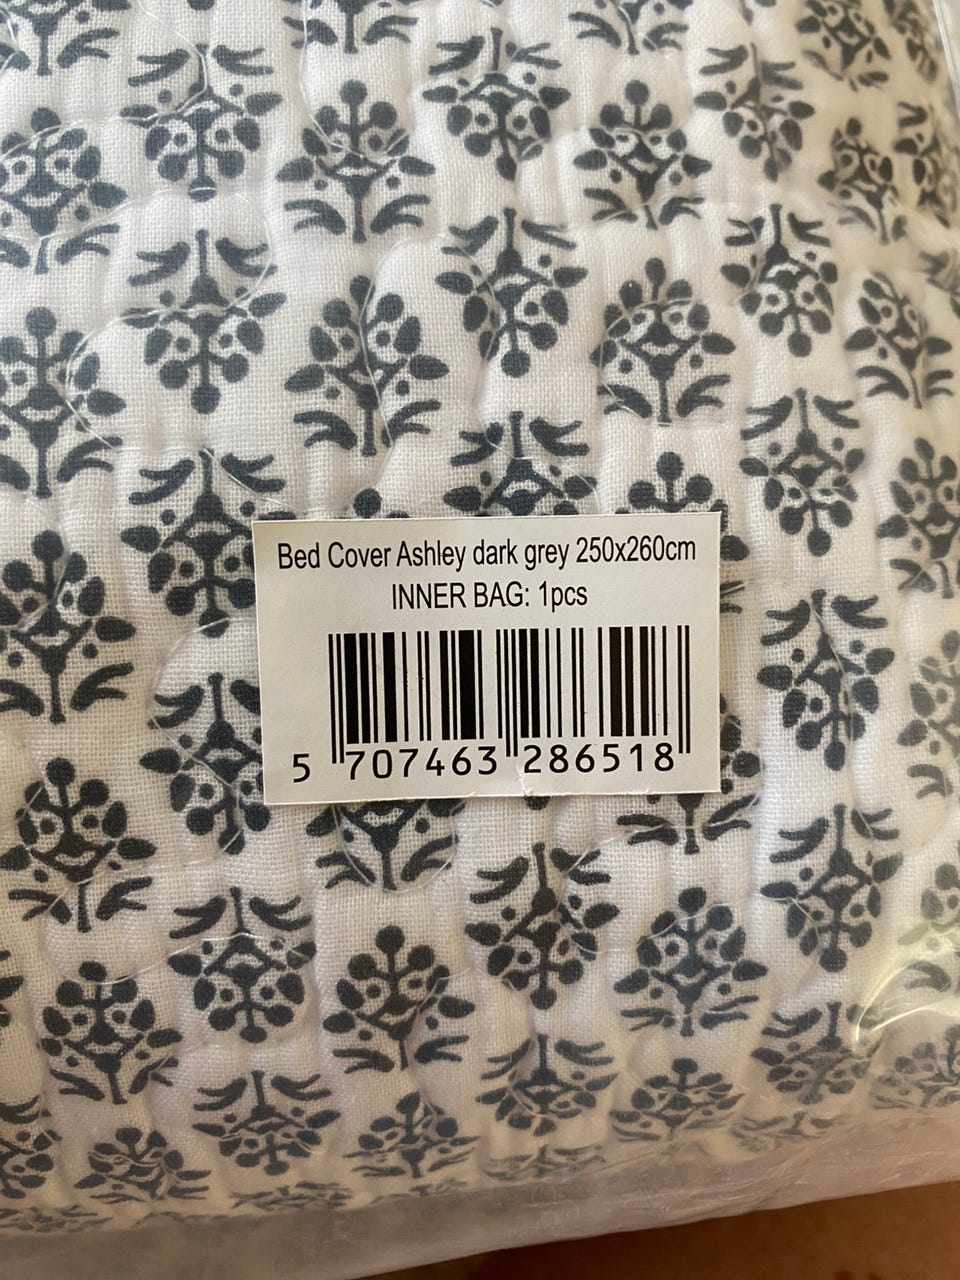 Bed Cover Ashley dark grey 250x260cm
INNER BAG: 1pcs
5 707463 286518